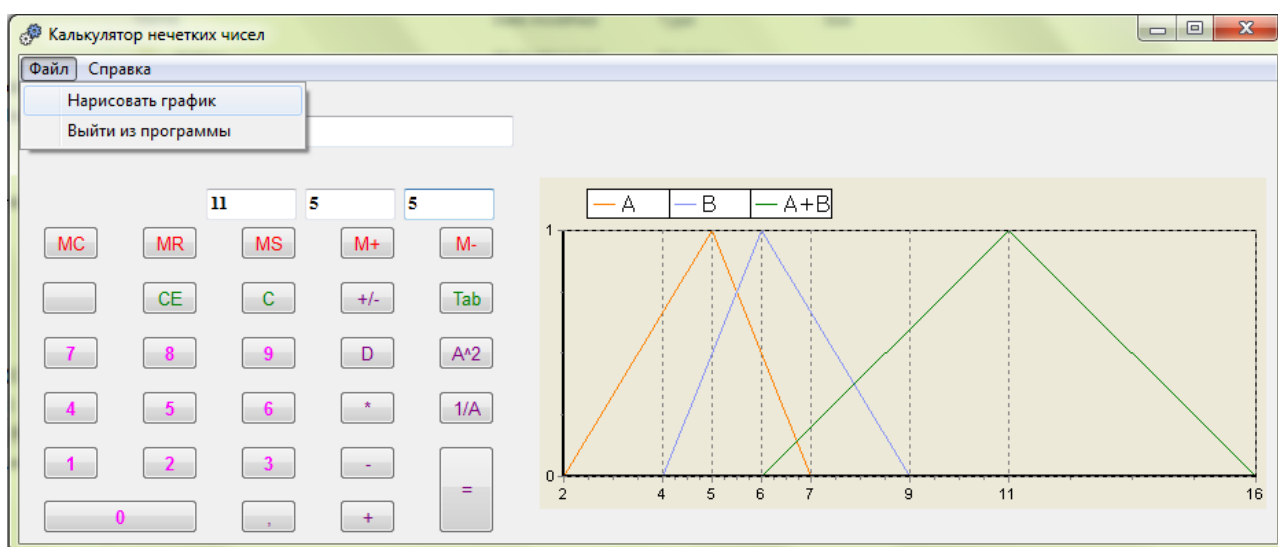 Калькулятор нечетких чисел
Файл Справка
Нарисовать график
Выйти из программы
11 5 5
MC MR MS M+ M-
CE C +/- Tab
7 8 9 D A^2
4 5 6 * 1/A
1 2 3 - =
0 , +
A B A+B
1
0
2 4 5 6 7 9 11 16